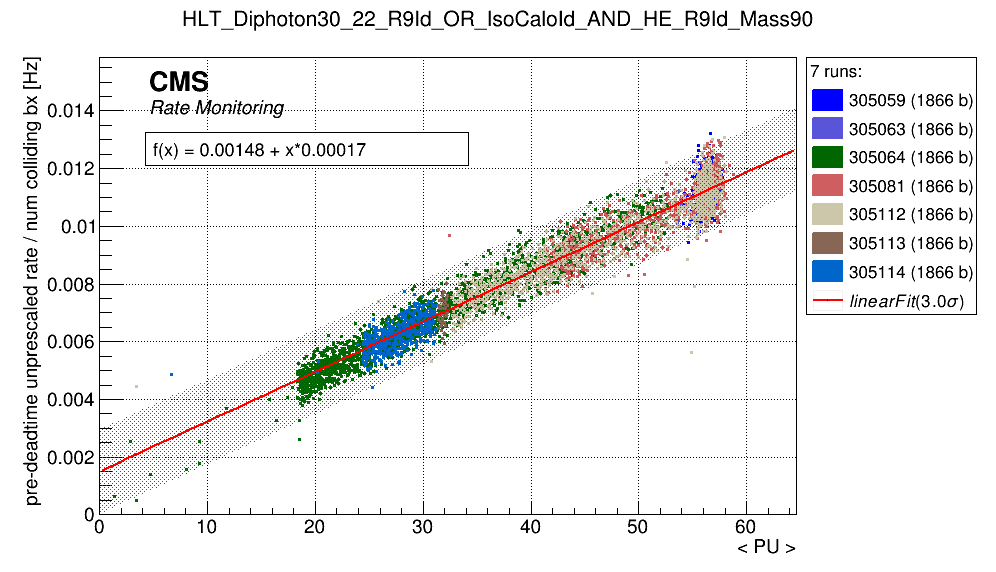 HLT_Diphoton30_22_R9Id_OR_IsoCaloId_AND_HE_R9Id_Mass90
pre-deadtime unprescaled rate / num colliding bx [Hz]
CMS
Rate Monitoring
f(x) = 0.00148 + x*0.00017
0.014
0.012
0.01
0.008
0.006
0.004
0.002
0
0 10 20 30 40 50 60
< PU >
7 runs:
305059 (1866 b)
305063 (1866 b)
305064 (1866 b)
305081 (1866 b)
305112 (1866 b)
305113 (1866 b)
305114 (1866 b)
linearFit(3.0σ)